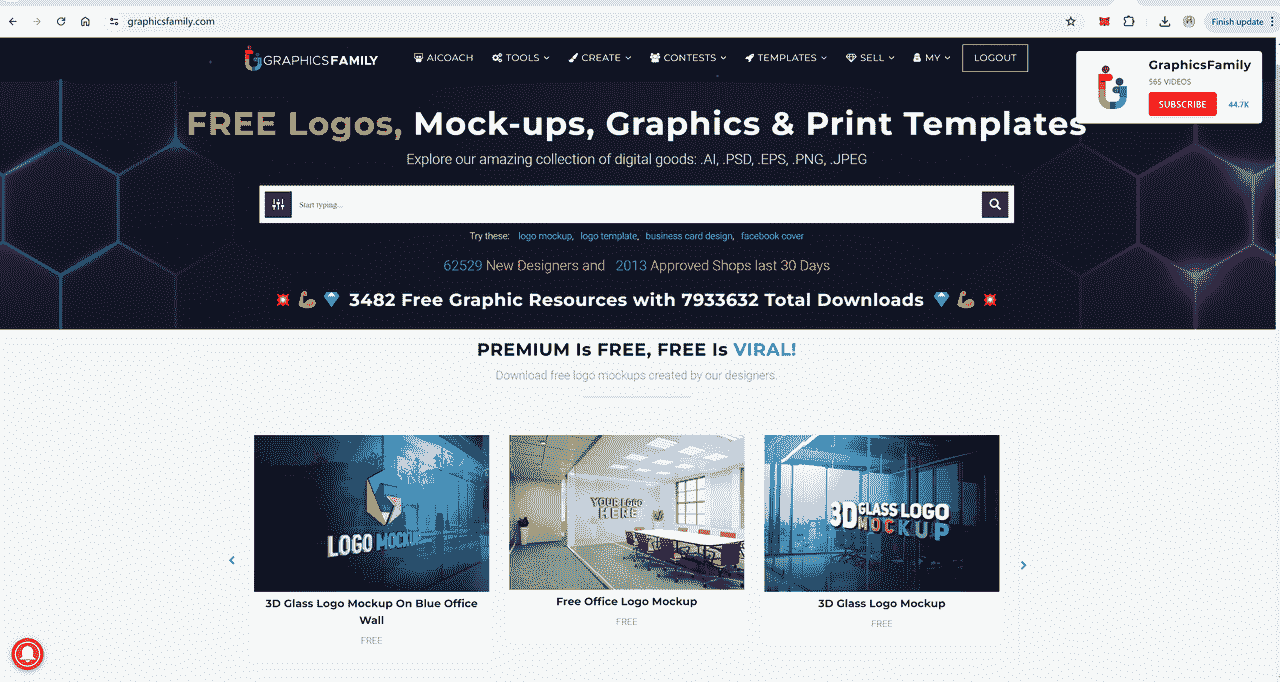 graphicsfamily.com
Finish update
GRAPHICSFAMILY
AICOACH
TOOLS
CREATE
CONTESTS
TEMPLATES
SELL
MY
LOGOUT
GraphicsFamily
565 VIDEOS
SUBSCRIBE
44.7K
FREE Logos, Mock-ups, Graphics & Print Templates
Explore our amazing collection of digital goods: .AI, .PSD, .EPS, .PNG, .JPEG
Start typing...
Try these: logo mockup, logo template, business card design, facebook cover
62529 New Designers and 2013 Approved Shops last 30 Days
3482 Free Graphic Resources with 7933632 Total Downloads
PREMIUM Is FREE, FREE Is VIRAL!
Download free logo mockups created by our designers.
LOGO MOCKUP
YOUR LOGO
HERE
3D GLASS LOGO
MOCKUP
3D Glass Logo Mockup On Blue Office
Wall
FREE
Free Office Logo Mockup
FREE
3D Glass Logo Mockup
FREE